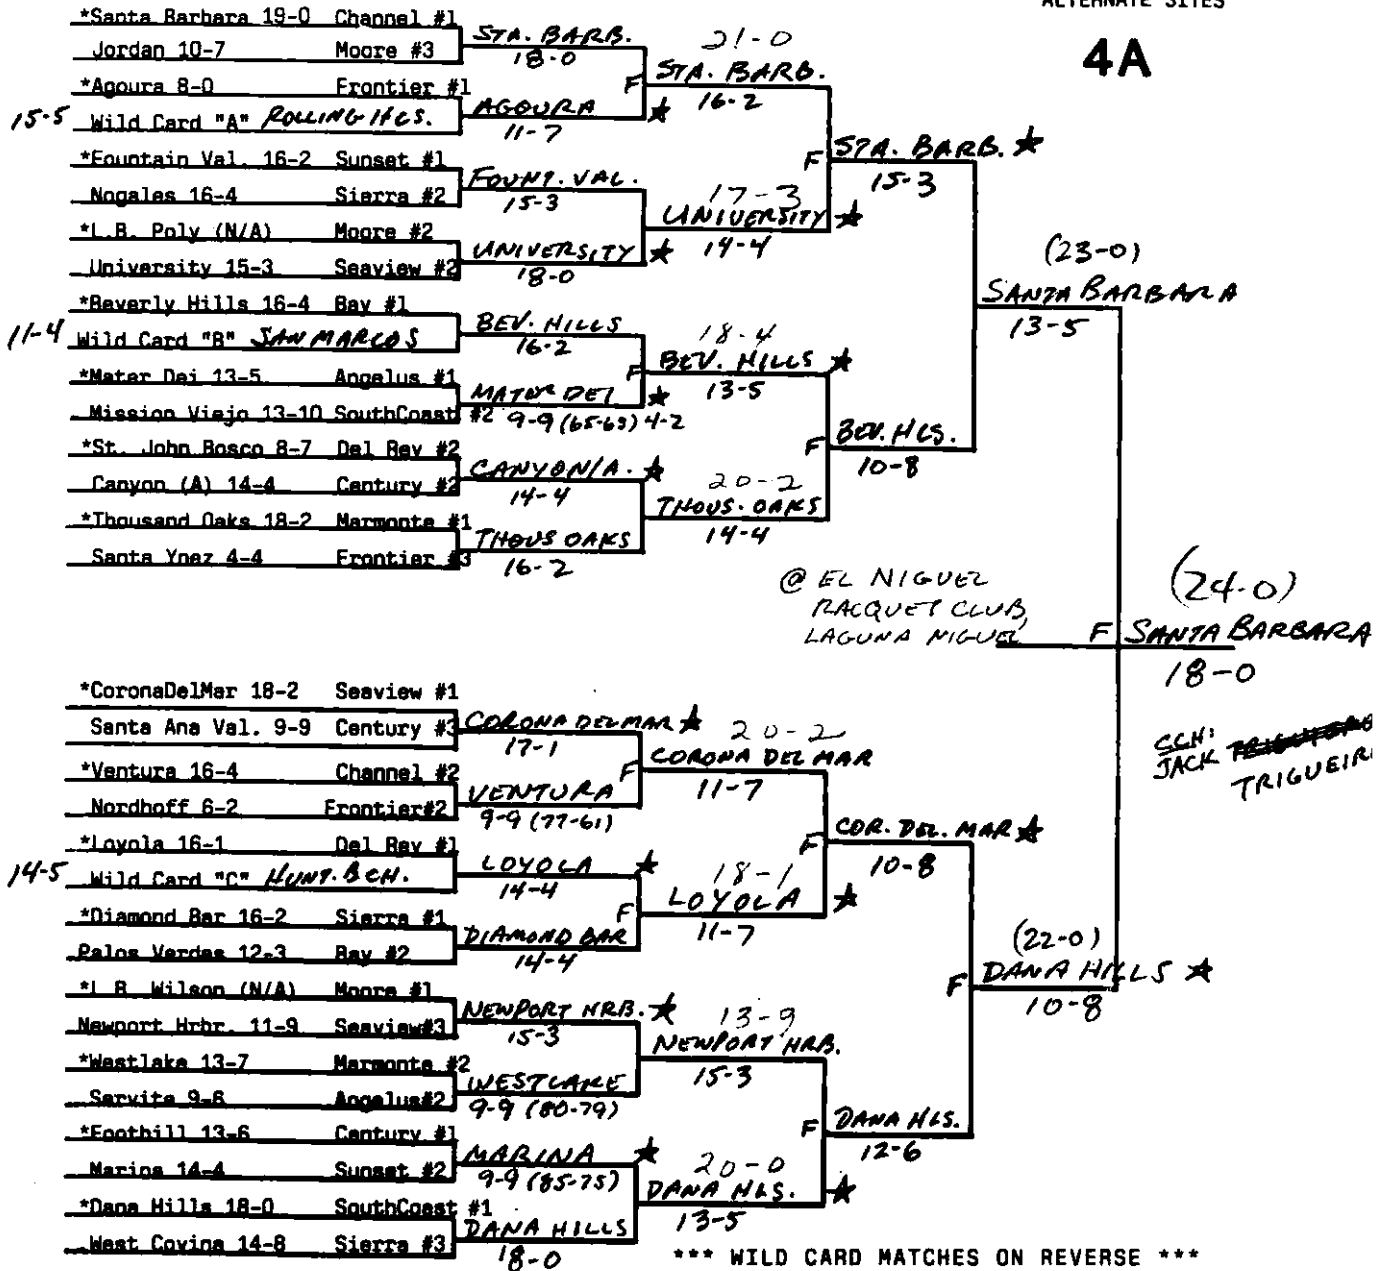 ALTERNATE SITES
4A
*Santa Barbara 19-0 Channel #1
Jordan 10-7 Moore #3
STA. BARB.
18-0
*Agoura 8-0 Frontier #1
15-5 Wild Card "A" ROLLING HLS.
AGOURA
11-7
21-0
F STA. BARB.
16-2
*Fountain Val. 16-2 Sunset #1
Nogales 16-4 Sierra #2
FOUNT. VAL.
15-3
*L.B. Poly (N/A) Moore #2
University 15-3 Seaview #2
UNIVERSITY ★
18-0
17-3
UNIVERSITY ★
14-4
F STA. BARB. ★
15-3
*Beverly Hills 16-4 Bay #1
11-4 Wild Card "B" SAN MARCOS
BEV. HILLS
16-2
*Mater Dei 13-5 Angelus #1
Mission Viejo 13-10 SouthCoast #2
MATER DEI ★
9-9 (65-63) 4-2
18-4
F BEV. HILLS ★
13-5
*St. John Bosco 8-7 Del Rey #2
Canyon (A) 14-4 Century #2
CANYON/A. ★
14-4
*Thousand Oaks 18-2 Marmonte #1
Santa Ynez 4-4 Frontier #3
THOUS OAKS
16-2
20-2
THOUS. OAKS
14-4
F BEV. HLS.
10-8
(23-0)
SANTA BARBARA
13-5
@ EL NIGUEL
RACQUET CLUB,
LAGUNA NIGUEL
(24-0)
F SANTA BARBARA
18-0
CCH:
JACK
TRIGUEIR
*CoronaDelMar 18-2 Seaview #1
Santa Ana Val. 9-9 Century #3
CORONA DEL MAR ★
17-1
*Ventura 16-4 Channel #2
Nordhoff 6-2 Frontier#2
VENTURA
9-9 (77-61)
20-2
F CORONA DEL MAR
11-7
*Loyola 16-1 Del Rey #1
14-5 Wild Card "C" HUNT. BCH.
LOYOLA ★
14-4
*Diamond Bar 16-2 Sierra #1
Palos Verdes 12-3 Bay #2
DIAMOND BAR
14-4
18-1
F LOYOLA ★
11-7
F COR. DEL. MAR ★
10-8
*L.B. Wilson (N/A) Moore #1
Newport Hrbr. 11-9 Seaview#3
NEWPORT HRB. ★
15-3
*Westlake 13-7 Marmonte #2
Servite 9-6 Angelus#2
WESTLAKE
9-9 (80-79)
13-9
NEWPORT HRB.
15-3
*Foothill 13-6 Century #1
Marina 14-4 Sunset #2
MARINA ★
9-9 (85-75)
*Dana Hills 18-0 SouthCoast #1
West Covina 14-8 Sierra #3
DANA HILLS
18-0
20-0
DANA HLS. ★
13-5
F DANA HLS.
12-6
(22-0)
F DANA HILLS ★
10-8
*** WILD CARD MATCHES ON REVERSE ***